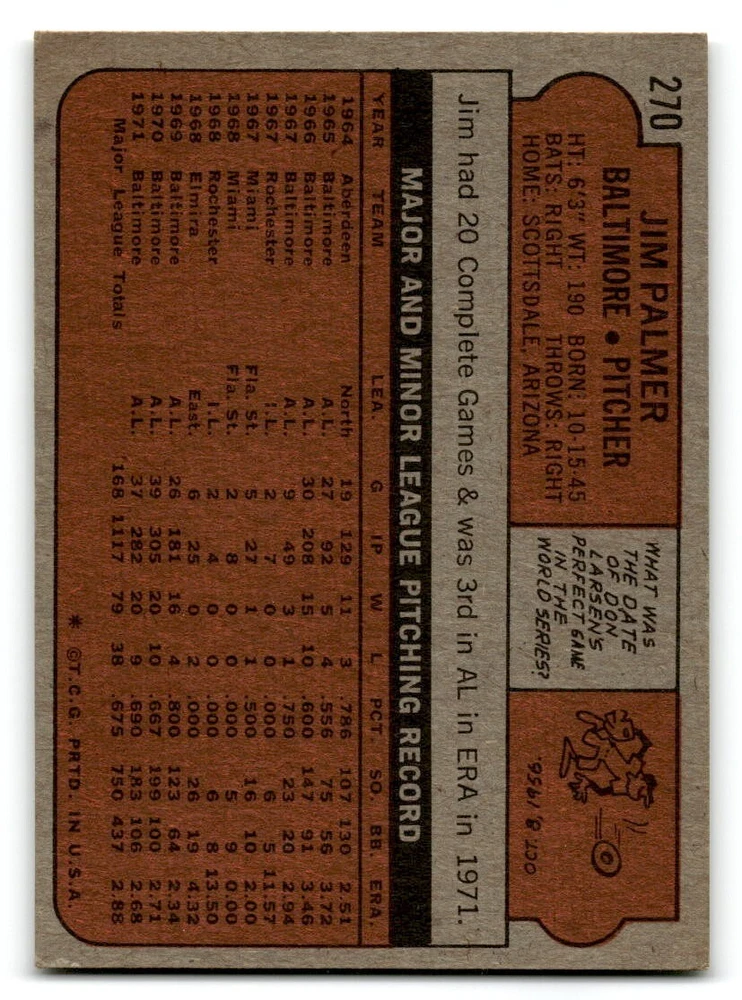 270
JIM PALMER
BALTIMORE • PITCHER
HT: 6'3" WT: 190 BORN: 10-15-45
BATS: RIGHT THROWS: RIGHT
HOME: SCOTTSDALE, ARIZONA
WHAT WAS
THE DATE
OF DON
LARSEN'S
PERFECT GAME
IN THE
WORLD SERIES?
OCT. 8, 1956.
Jim had 20 Complete Games & was 3rd in AL in ERA in 1971.
MAJOR AND MINOR LEAGUE PITCHING RECORD
YEAR TEAM LEA. G IP W L PCT. SO. BB. ERA.
1964 Aberdeen North 19 129 11 3 .786 107 130 2.51
1965 Baltimore A.L. 27 92 5 4 .556 75 56 3.72
1966 Baltimore A.L. 30 208 15 10 .600 147 91 3.46
1967 Baltimore A.L. 9 49 3 1 .750 23 20 2.94
1967 Rochester I.L. 2 7 0 0 .000 6 5 11.57
1967 Miami Fla. St. 5 27 1 1 .500 16 10 2.00
1968 Miami Fla. St. 2 8 0 0 .000 5 9 0.00
1968 Rochester I.L. 2 4 0 0 .000 6 8 13.50
1968 Elmira East. 6 25 0 2 .000 26 19 4.32
1969 Baltimore A.L. 26 181 16 4 .800 123 64 2.34
1970 Baltimore A.L. 39 305 20 10 .667 199 100 2.71
1971 Baltimore A.L. 37 282 20 9 .690 183 106 2.68
Major League Totals 168 1117 79 38 .675 750 437 2.88
* ©T.C.G. PRTD. IN U.S.A.